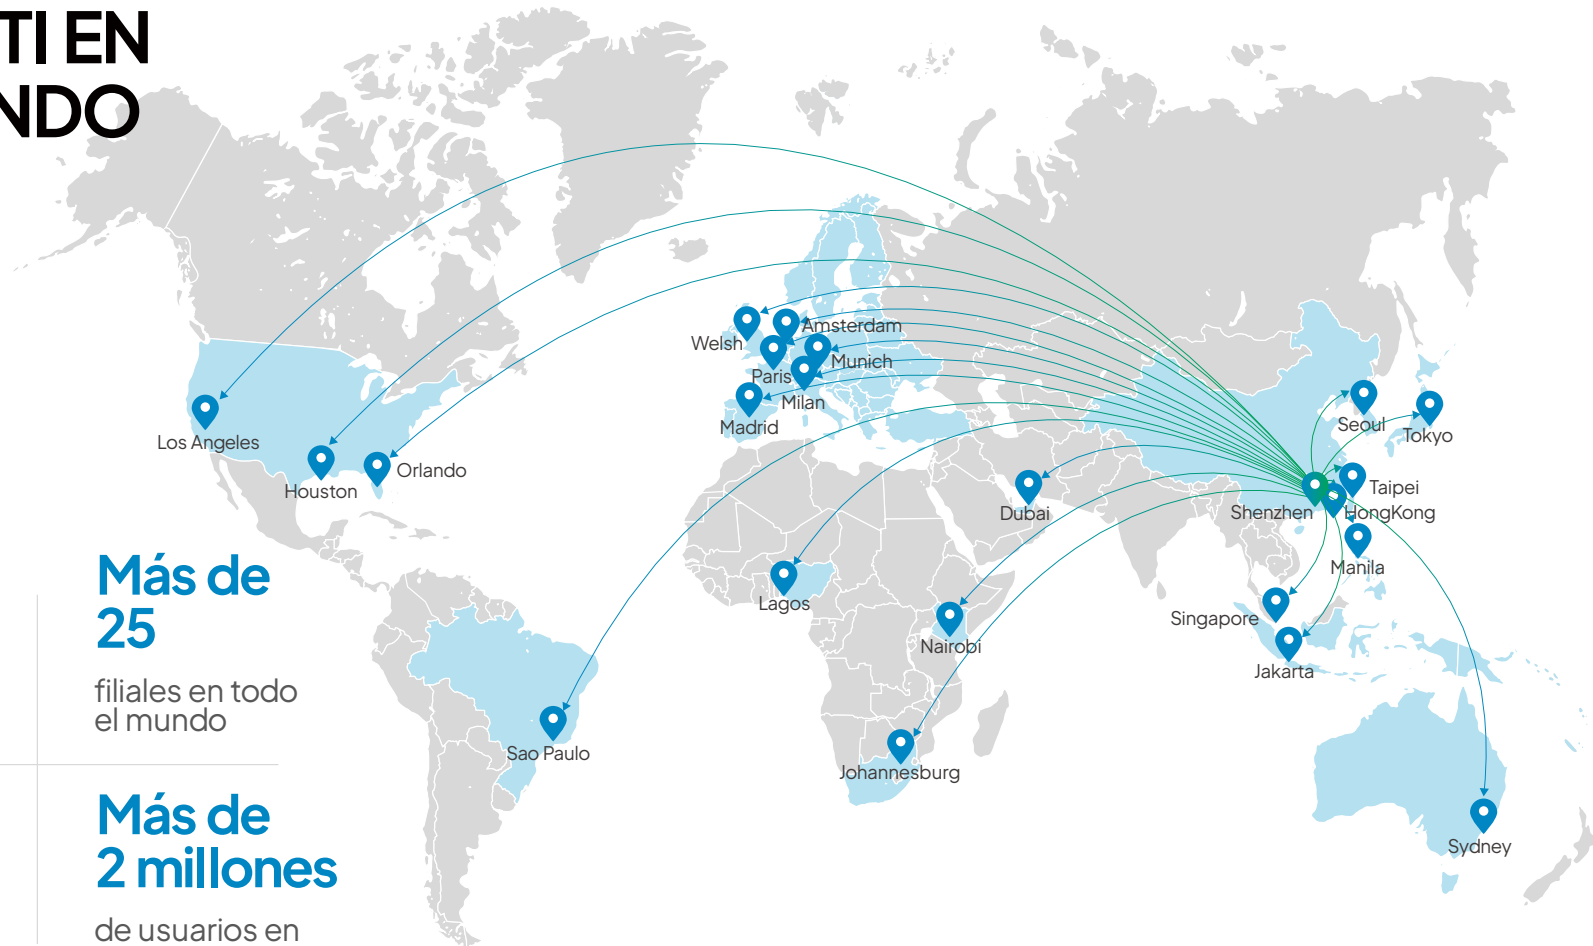 TI EN
NDO
Más de
25
filiales en todo
el mundo
Más de
2 millones
de usuarios en
Los Angeles
Houston
Orlando
Sao Paulo
Welsh
Amsterdam
Paris
Munich
Milan
Madrid
Lagos
Nairobi
Johannesburg
Dubai
Seoul
Tokyo
Shenzhen
Taipei
HongKong
Manila
Singapore
Jakarta
Sydney